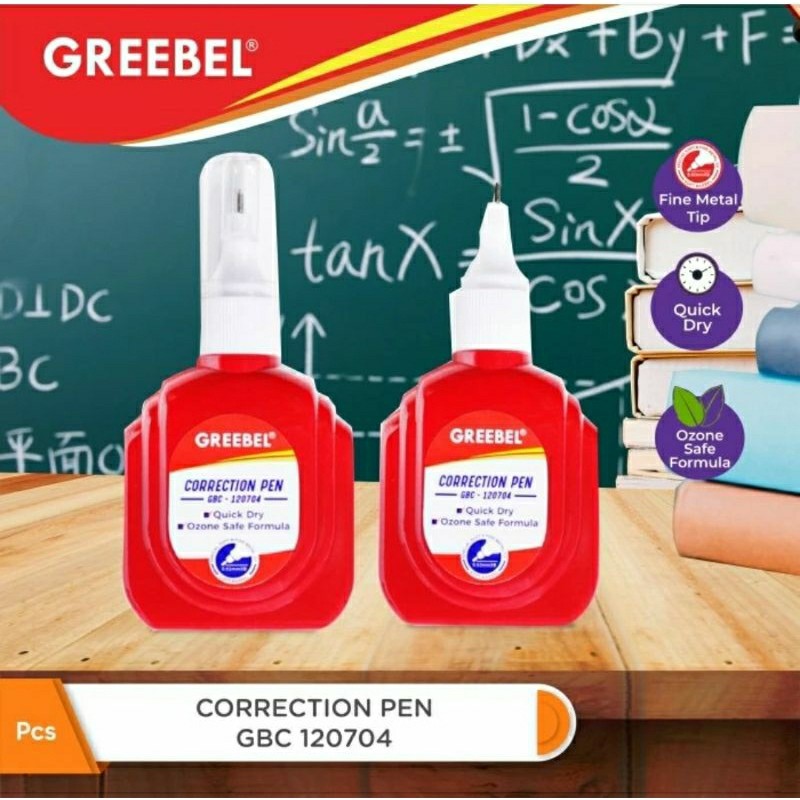 GREEBEL®
Dx + By + F =
Sin a/2 = ± √ 1 - cosα / 2
tanX = SinX / Cos
D⊥DC
BC
平面
Fine Metal
Tip
Quick
Dry
Ozone
Safe
Formula
GREEBEL®
CORRECTION PEN
GBC - 120704
Quick Dry
Ozone Safe Formula
GREEBEL®
CORRECTION PEN
GBC - 120704
Quick Dry
Ozone Safe Formula
Pcs
CORRECTION PEN
GBC 120704